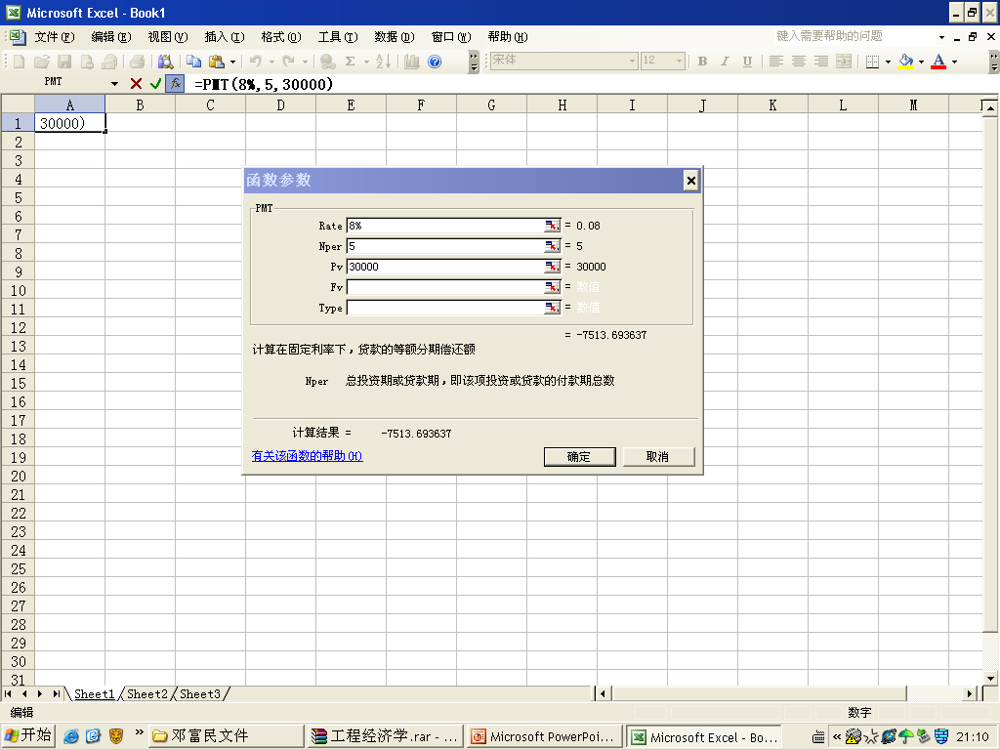 Microsoft Excel - Book1
文件(F) 编辑(E) 视图(V) 插入(I) 格式(O) 工具(T) 数据(D) 窗口(W) 帮助(H) 键入需要帮助的问题
宋体 12 B I U A
PMT =PMT(8%,5,30000)
A B C D E F G H I J K L M
1 30000)
2
3
4
5
6
7
8
9
10
11
12
13
14
15
16
17
18
19
20
21
22
23
24
25
26
27
28
29
30
31
函数参数
PMT
Rate 8% = 0.08
Nper 5 = 5
Pv 30000 = 30000
Fv = 数值
Type = 数值
= -7513.693637
计算在固定利率下，贷款的等额分期偿还额
Nper 总投资期或贷款期，即该项投资或贷款的付款期总数
计算结果 = -7513.693637
有关该函数的帮助(H) 确定 取消
Sheet1 Sheet2 Sheet3
编辑 数字
开始 » 邓富民文件 工程经济学.rar - ... Microsoft PowerPoi... Microsoft Excel - Bo... « 21:10